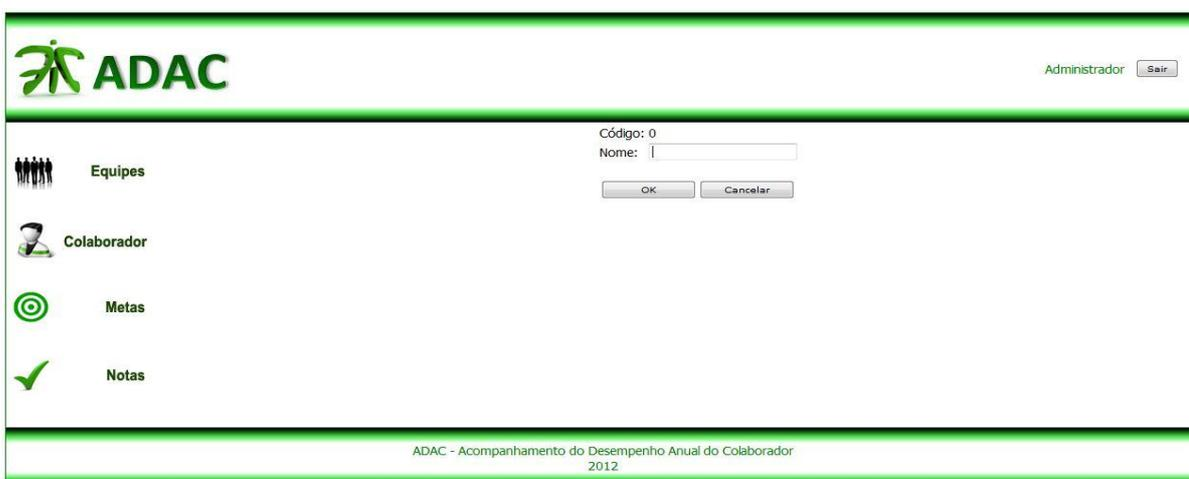 ADAC
Administrador Sair
Código: 0
Nome:
OK Cancelar
Equipes
Colaborador
Metas
Notas
ADAC - Acompanhamento do Desempenho Anual do Colaborador
2012